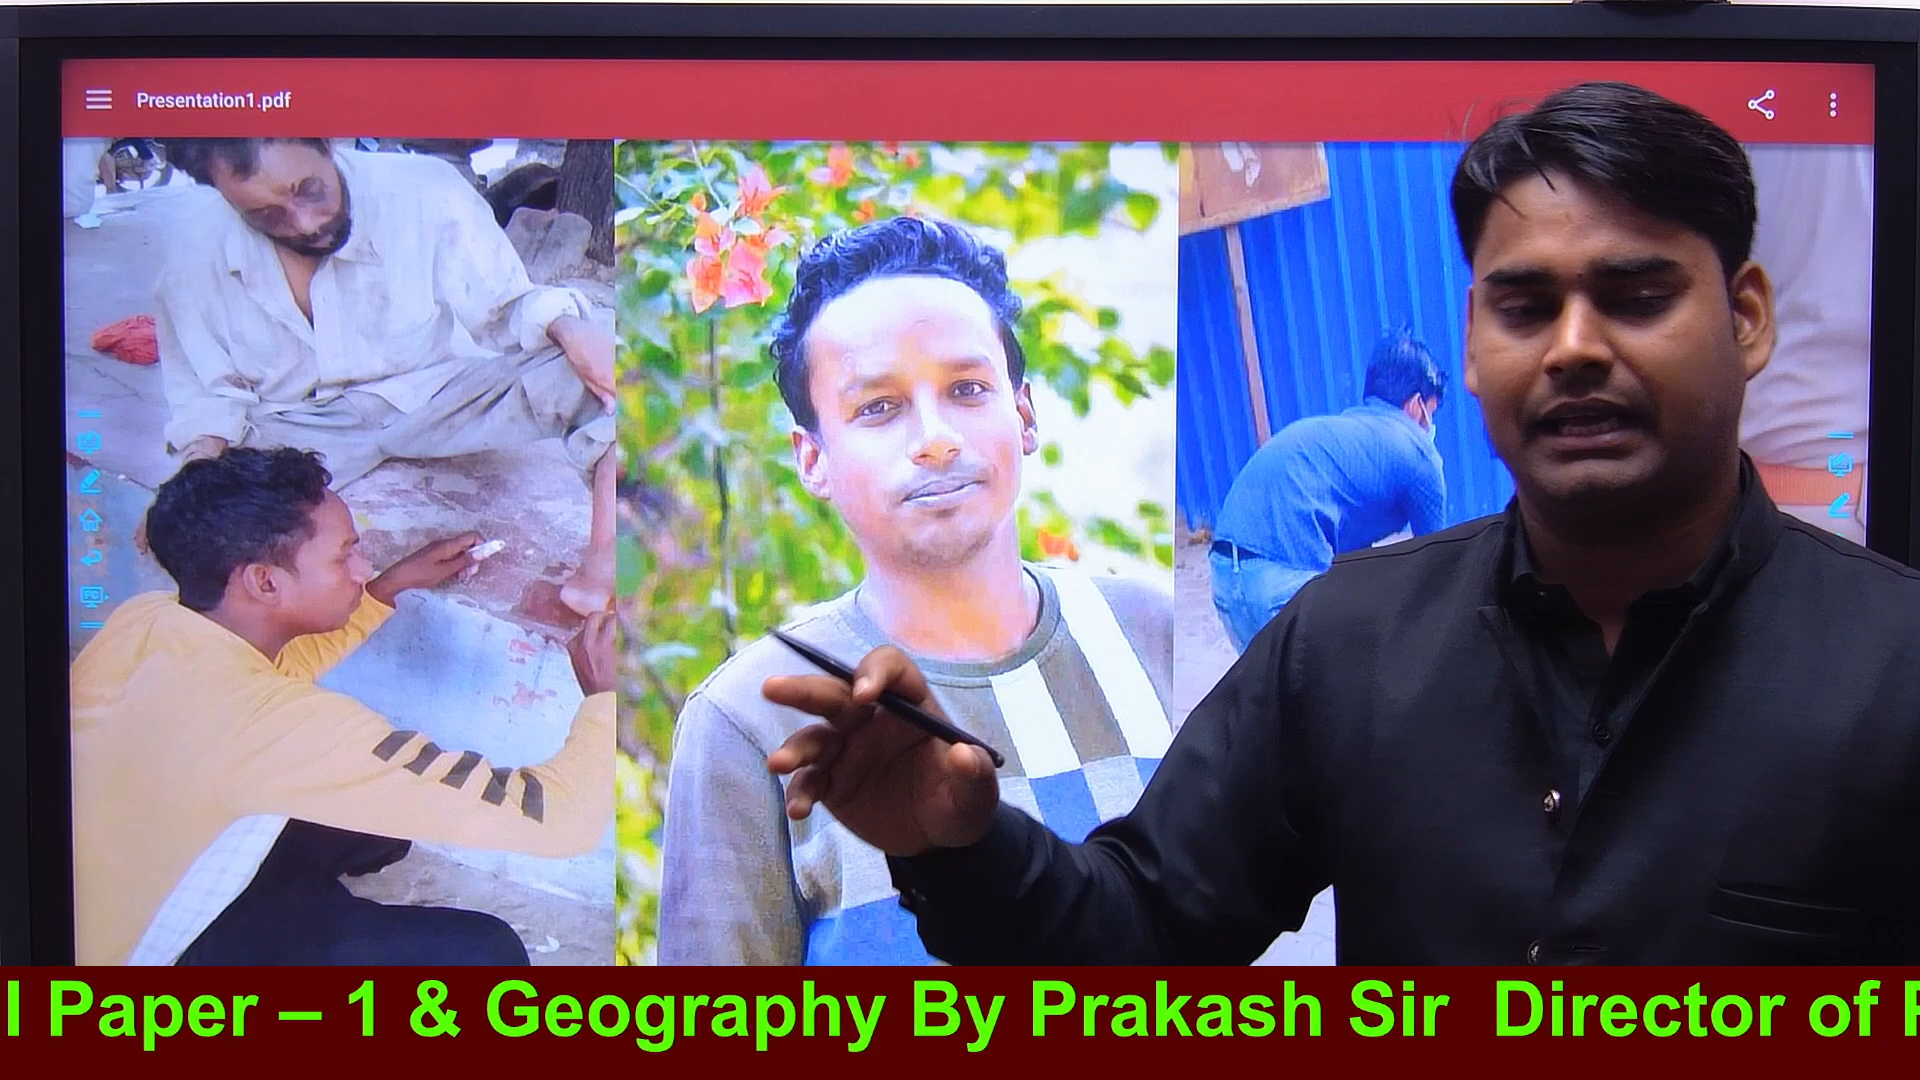 Presentation1.pdf
l Paper – 1 & Geography By Prakash Sir Director of